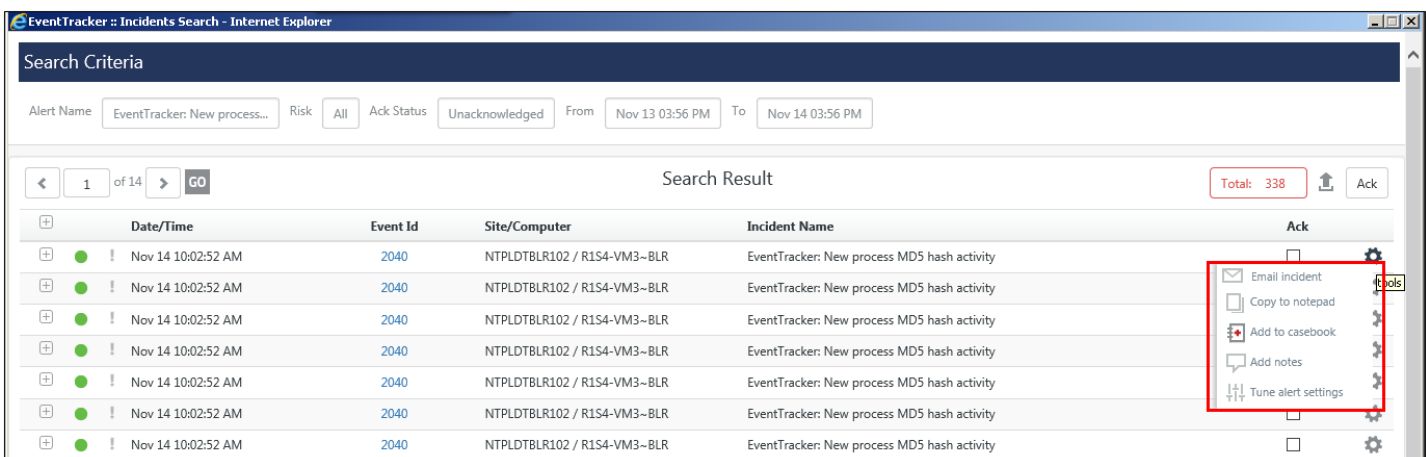 EventTracker :: Incidents Search - Internet Explorer
Search Criteria
Alert Name EventTracker: New process... Risk All Ack Status Unacknowledged From Nov 13 03:56 PM To Nov 14 03:56 PM
1 of 14 GO Search Result Total: 338 Ack
Date/Time Event Id Site/Computer Incident Name Ack
Nov 14 10:02:52 AM 2040 NTPLDTBLR102 / R1S4-VM3~BLR EventTracker: New process MD5 hash activity
Nov 14 10:02:52 AM 2040 NTPLDTBLR102 / R1S4-VM3~BLR EventTracker: New process MD5 hash activity
Nov 14 10:02:52 AM 2040 NTPLDTBLR102 / R1S4-VM3~BLR EventTracker: New process MD5 hash activity
Nov 14 10:02:52 AM 2040 NTPLDTBLR102 / R1S4-VM3~BLR EventTracker: New process MD5 hash activity
Nov 14 10:02:52 AM 2040 NTPLDTBLR102 / R1S4-VM3~BLR EventTracker: New process MD5 hash activity
Nov 14 10:02:52 AM 2040 NTPLDTBLR102 / R1S4-VM3~BLR EventTracker: New process MD5 hash activity
Nov 14 10:02:52 AM 2040 NTPLDTBLR102 / R1S4-VM3~BLR EventTracker: New process MD5 hash activity
Email incident
tools
Copy to notepad
Add to casebook
Add notes
Tune alert settings